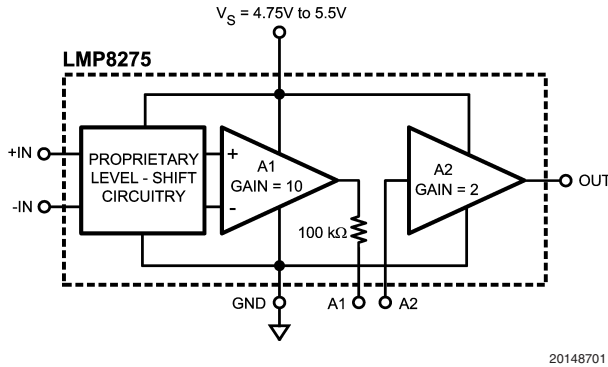 V_S = 4.75V to 5.5V
LMP8275
+IN
-IN
PROPRIETARY
LEVEL - SHIFT
CIRCUITRY
+
-
A1
GAIN = 10
100 kΩ
A2
GAIN = 2
OUT
GND
A1
A2
20148701